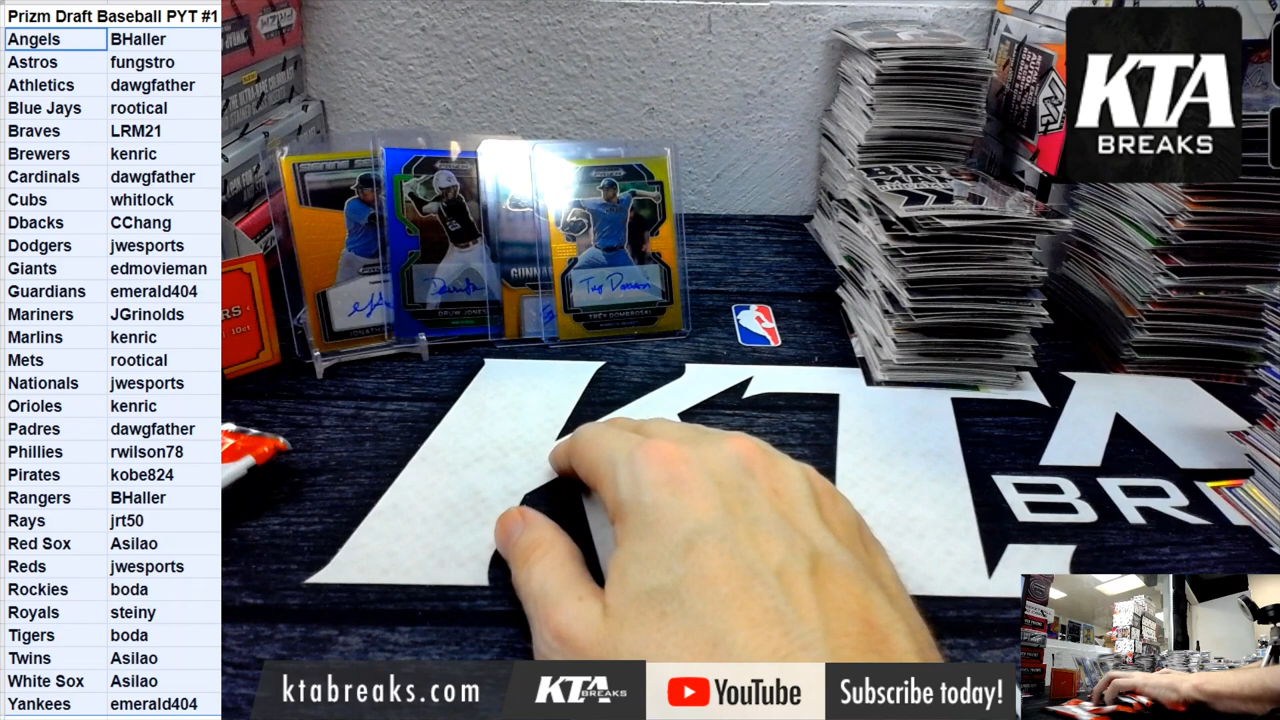 Prizm Draft Baseball PYT #1
Angels BHaller
Astros fungstro
Athletics dawgfather
Blue Jays rootical
Braves LRM21
Brewers kenric
Cardinals dawgfather
Cubs whitlock
Dbacks CChang
Dodgers jwesports
Giants edmovieman
Guardians emerald404
Mariners JGrinolds
Marlins kenric
Mets rootical
Nationals jwesports
Orioles kenric
Padres dawgfather
Phillies rwilson78
Pirates kobe824
Rangers BHaller
Rays jrt50
Red Sox Asilao
Reds jwesports
Rockies boda
Royals steiny
Tigers boda
Twins Asilao
White Sox Asilao
Yankees emerald404
KTA
BREAKS
DRUW JONES
TREY DOMBROSKI
ktabreaks.com
KTA
BREAKS
YouTube
Subscribe today!